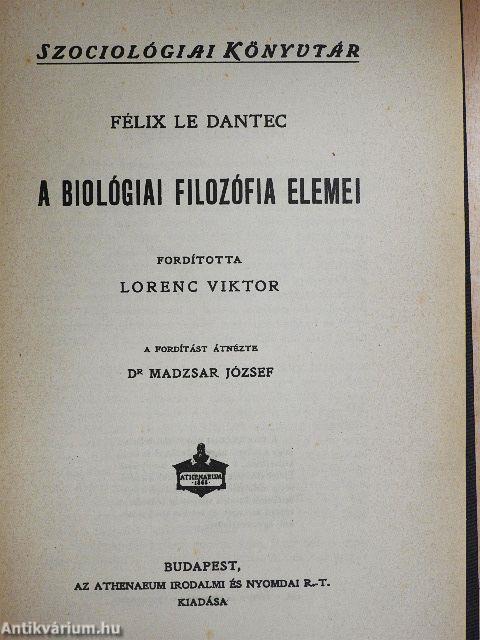 SZOCIOLÓGIAI KÖNYVTÁR
FÉLIX LE DANTEC
A BIOLÓGIAI FILOZÓFIA ELEMEI
FORDÍTOTTA
LORENC VIKTOR
A FORDÍTÁST ÁTNÉZTE
DR MADZSAR JÓZSEF
ATHENAEUM
BUDAPEST,
AZ ATHENAEUM IRODALMI ÉS NYOMDAI R.-T.
KIADÁSA
Antikvárium.hu